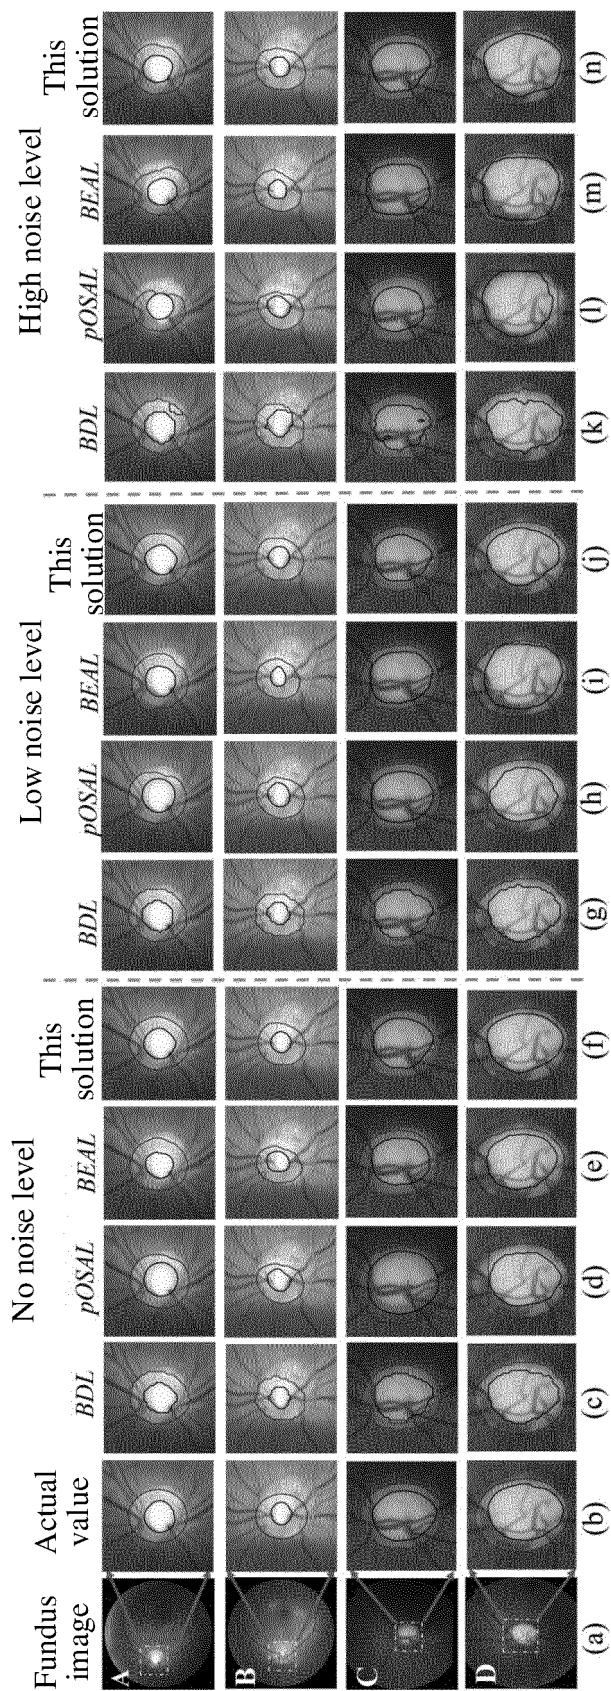 No noise level
Low noise level
High noise level
Fundus
image
Actual
value
BDL
pOSAL
BEAL
This
solution
BDL
pOSAL
BEAL
This
solution
BDL
pOSAL
BEAL
This
solution
A
B
C
D
(a)
(b)
(c)
(d)
(e)
(f)
(g)
(h)
(i)
(j)
(k)
(l)
(m)
(n)